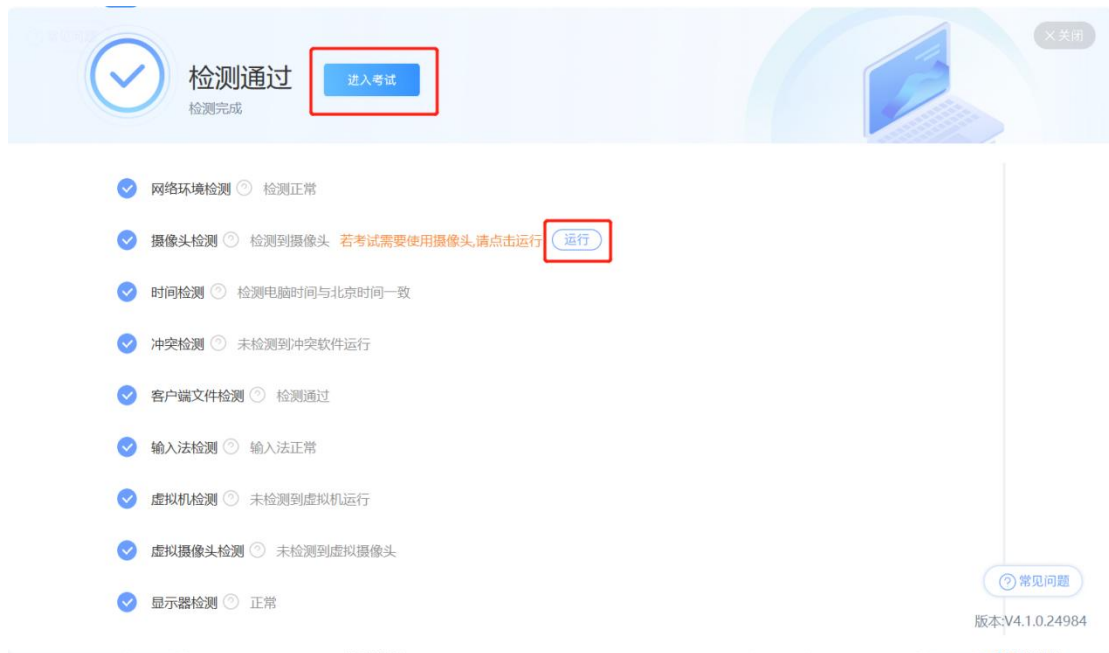 ×关闭
检测通过 进入考试
检测完成
网络环境检测 ? 检测正常
摄像头检测 ? 检测到摄像头 若考试需要使用摄像头,请点击运行 运行
时间检测 ? 检测电脑时间与北京时间一致
冲突检测 ? 未检测到冲突软件运行
客户端文件检测 ? 检测通过
输入法检测 ? 输入法正常
虚拟机检测 ? 未检测到虚拟机运行
虚拟摄像头检测 ? 未检测到虚拟摄像头
显示器检测 ? 正常
? 常见问题
版本:V4.1.0.24984